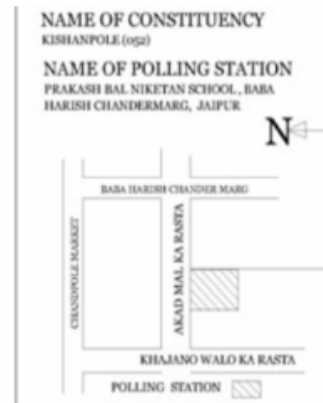 NAME OF CONSTITUENCY
KISHANPOLE (052)
NAME OF POLLING STATION
PRAKASH BAL NIKETAN SCHOOL, BABA
HARISH CHANDERMARG, JAIPUR
N
BABA HARISH CHANDER MARG
CHANDPOLE MARKET
AKAD MAL KA RASTA
KHAJANO WALO KA RASTA
POLLING STATION